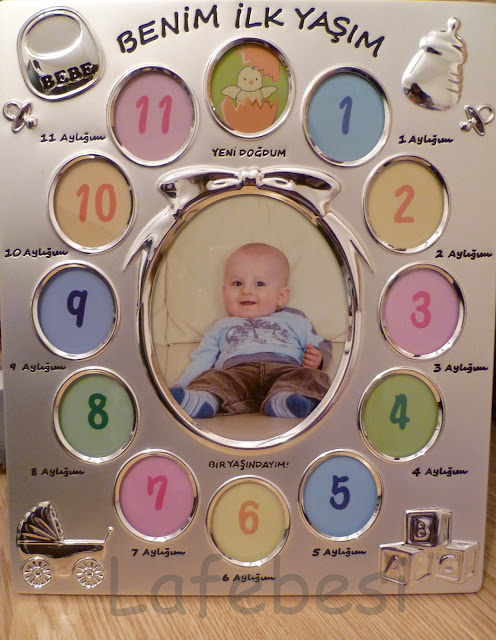 BENİM İLK YAŞIM
BEBE
YENİ DOĞDUM
1
1 Aylığım
2
2 Aylığım
3
3 Aylığım
4
4 Aylığım
5
5 Aylığım
6
6 Aylığım
7
7 Aylığım
8
8 Aylığım
9
9 Aylığım
10
10 Aylığım
11
11 Aylığım
BİR YAŞINDAYIM!
B
A C
Lafebesi